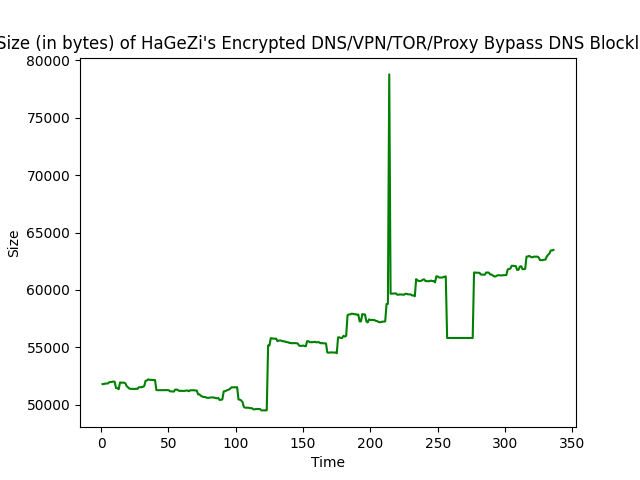 Size (in bytes) of HaGeZi's Encrypted DNS/VPN/TOR/Proxy Bypass DNS Blockl
80000
75000
70000
65000
60000
55000
50000
Size
0 50 100 150 200 250 300 350
Time